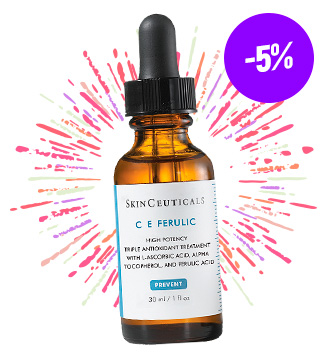 -5%
SKINCEUTICALS
C E FERULIC
HIGH POTENCY
TRIPLE ANTIOXIDANT TREATMENT
WITH L-ASCORBIC ACID, ALPHA
TOCOPHEROL, AND FERULIC ACID
PREVENT
30 ml / 1 fl oz